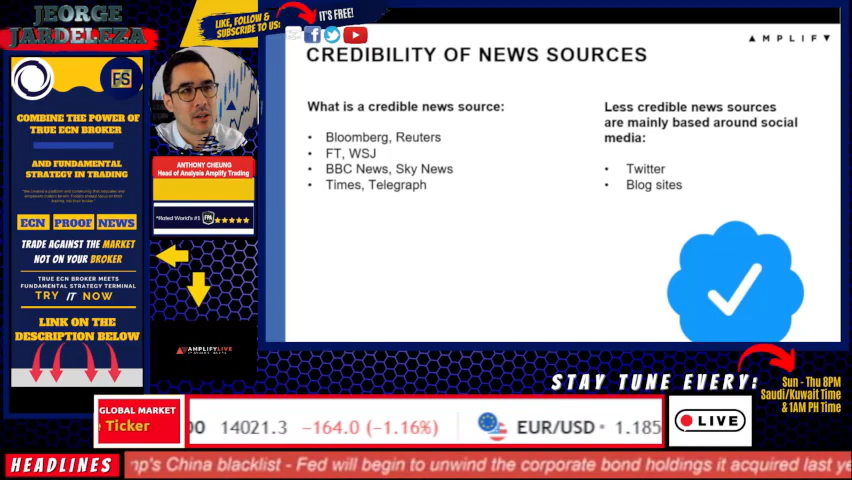 JEORGE
JARDELEZA
LIKE, FOLLOW &
SUBSCRIBE TO US:
IT'S FREE!
CREDIBILITY OF NEWS SOURCES
AMPLIFY
What is a credible news source:
• Bloomberg, Reuters
• FT, WSJ
• BBC News, Sky News
• Times, Telegraph
Less credible news sources
are mainly based around social
media:
• Twitter
• Blog sites
FS
COMBINE THE POWER OF
TRUE ECN BROKER
AND FUNDAMENTAL
STRATEGY IN TRADING
ECN PROOF NEWS
TRADE AGAINST THE MARKET
NOT ON YOUR BROKER
TRUE ECN BROKER MEETS
FUNDAMENTAL STRATEGY TERMINAL
TRY IT NOW
LINK ON THE
DESCRIPTION BELOW
ANTHONY CHEUNG
Head of Analysis Amplify Trading
"Rated World's #1
FPA
AMPLIFYLIVE
STAY TUNE EVERY:
Sun - Thu 8PM
Saudi/Kuwait Time
& 1AM PH Time
GLOBAL MARKET
Ticker
00 14021.3 −164.0 (−1.16%) EUR/USD • 1.185
LIVE
HEADLINES
mp's China blacklist - Fed will begin to unwind the corporate bond holdings it acquired last ye